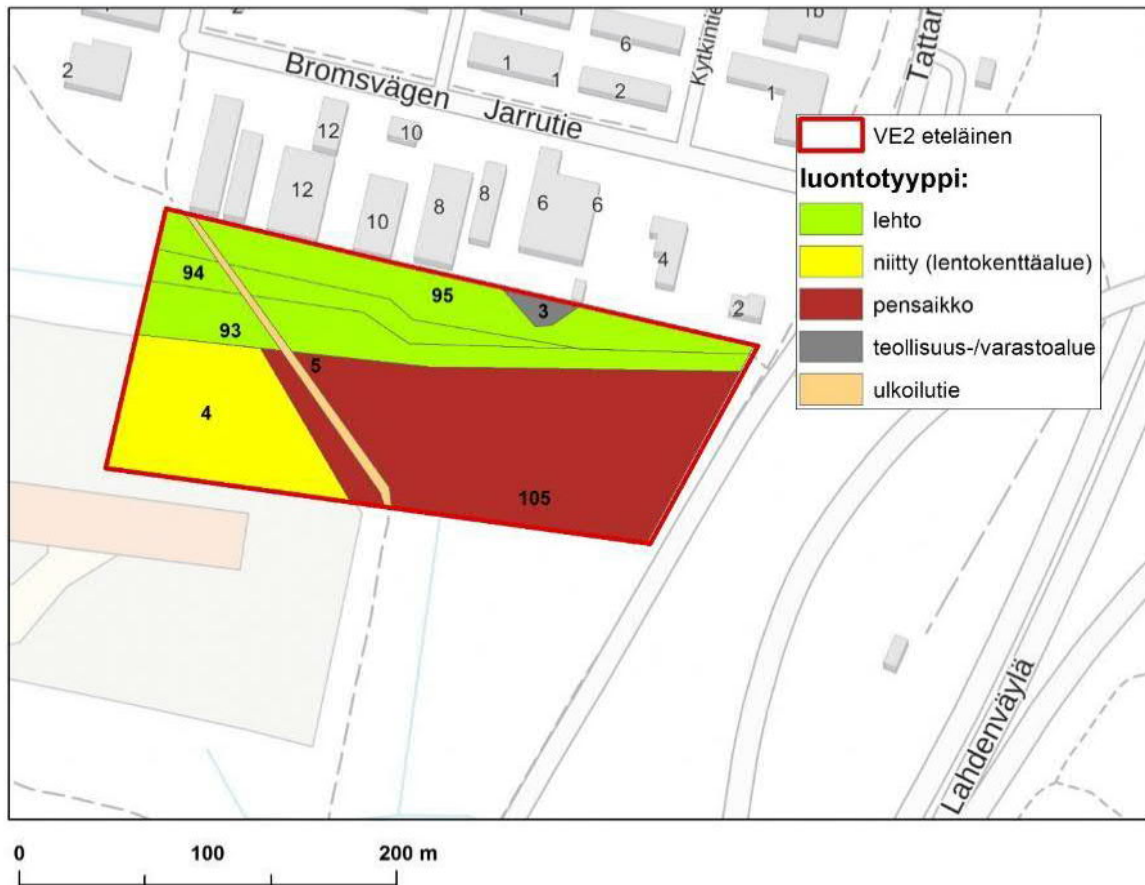 6
1
2
1
1
2
Bromsvägen
Jarrutie
Kytkintie
Tattar
1
12
10
12
10
8
8
6
6
4
2
VE2 eteläinen
luontotyyppi:
lehto
niitty (lentokenttäalue)
pensaikko
teollisuus-/varastoalue
ulkoilutie
94
95
3
93
5
4
105
Lahdenväylä
0 100 200 m